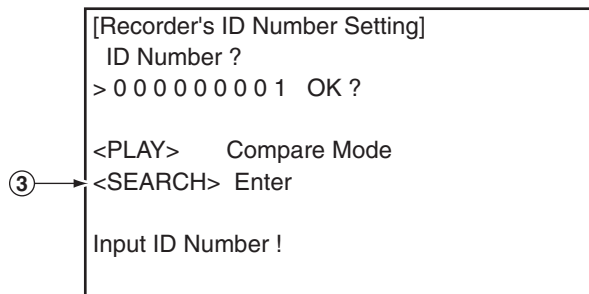 [Recorder's ID Number Setting]
ID Number ?
> 0 0 0 0 0 0 0 0 1 OK ?
<PLAY> Compare Mode
③ <SEARCH> Enter
Input ID Number !